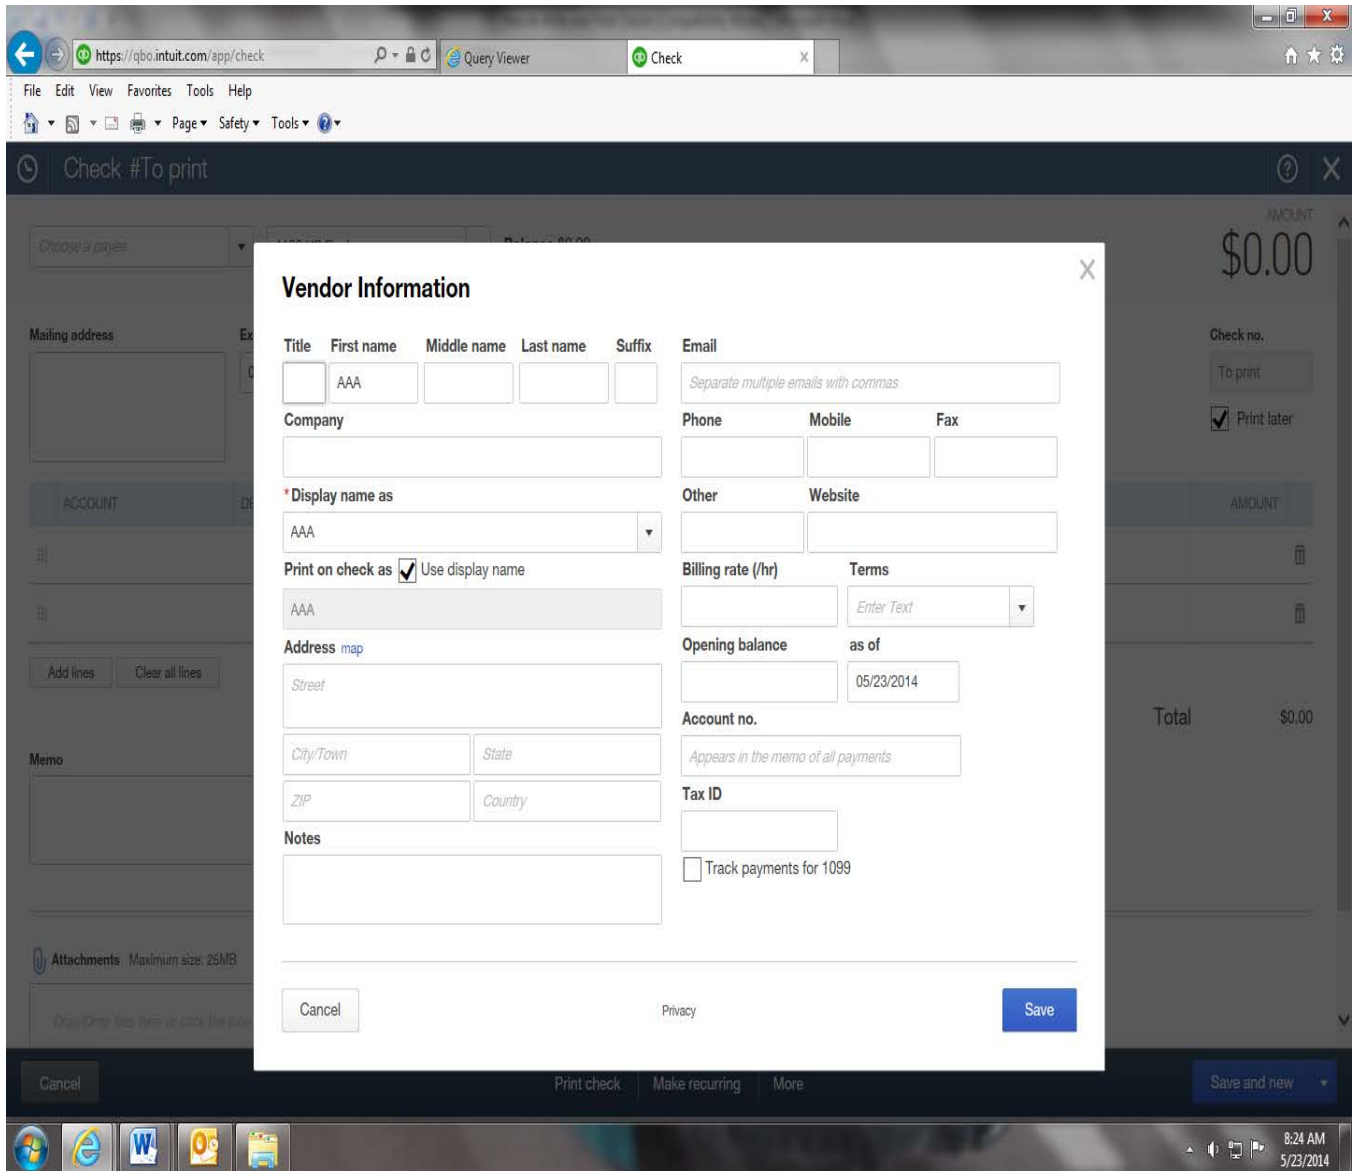 https://qbo.intuit.com/app/check
Query Viewer
Check
File Edit View Favorites Tools Help
Page Safety Tools
Check #To print
Choose a payee
AMOUNT
$0.00
Mailing address
Check no.
To print
Print later
ACCOUNT
AMOUNT
Add lines Clear all lines
Total $0.00
Memo
Attachments Maximum size: 25MB
Vendor Information
Title First name Middle name Last name Suffix
AAA
Company
*Display name as
AAA
Print on check as Use display name
AAA
Address map
Street
City/Town State
ZIP Country
Notes
Email
Separate multiple emails with commas
Phone Mobile Fax
Other Website
Billing rate (/hr) Terms
Enter Text
Opening balance as of
05/23/2014
Account no.
Appears in the memo of all payments
Tax ID
Track payments for 1099
Cancel Privacy Save
Cancel Print check Make recurring More Save and new
8:24 AM
5/23/2014